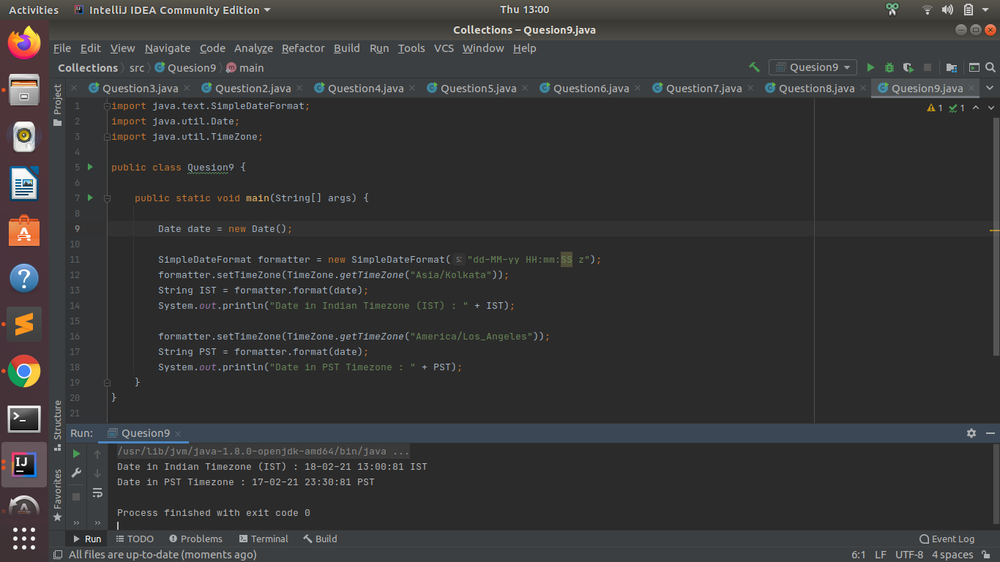 Activities IntelliJ IDEA Community Edition Thu 13:00
Collections – Quesion9.java
File Edit View Navigate Code Analyze Refactor Build Run Tools VCS Window Help
Collections src Quesion9 main Quesion9
Question3.java Question2.java Question4.java Question5.java Question6.java Question7.java Question8.java Quesion9.java
Project
1 import java.text.SimpleDateFormat; 1 1
2 import java.util.Date;
3 import java.util.TimeZone;
4
5 public class Quesion9 {
6
7 public static void main(String[] args) {
8
9 Date date = new Date();
10
11 SimpleDateFormat formatter = new SimpleDateFormat( s: "dd-MM-yy HH:mm:SS z");
12 formatter.setTimeZone(TimeZone.getTimeZone("Asia/Kolkata"));
13 String IST = formatter.format(date);
14 System.out.println("Date in Indian Timezone (IST) : " + IST);
15
16 formatter.setTimeZone(TimeZone.getTimeZone("America/Los_Angeles"));
17 String PST = formatter.format(date);
18 System.out.println("Date in PST Timezone : " + PST);
19 }
20 }
21
Structure
Favorites
Run: Quesion9
/usr/lib/jvm/java-1.8.0-openjdk-amd64/bin/java ...
Date in Indian Timezone (IST) : 18-02-21 13:00:81 IST
Date in PST Timezone : 17-02-21 23:30:81 PST
Process finished with exit code 0
Run TODO Problems Terminal Build Event Log
All files are up-to-date (moments ago) 6:1 LF UTF-8 4 spaces